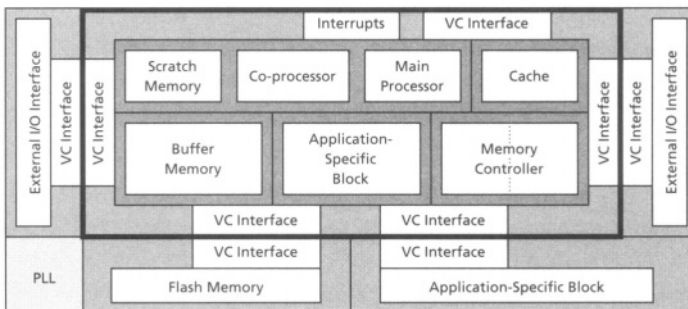 Interrupts
VC Interface
External I/O Interface
VC Interface
VC Interface
Scratch
Memory
Co-processor
Main
Processor
Cache
VC Interface
VC Interface
External I/O Interface
Buffer
Memory
Application-
Specific
Block
Memory
Controller
VC Interface
VC Interface
VC Interface
VC Interface
PLL
Flash Memory
Application-Specific Block